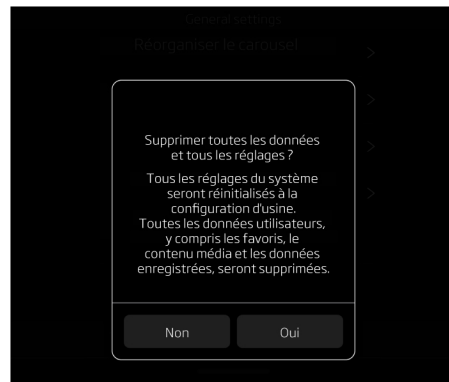 General settings
Réorganiser le carousel
Supprimer toutes les données
et tous les réglages ?
Tous les réglages du système
seront réinitialisés à la
configuration d'usine.
Toutes les données utilisateurs,
y compris les favoris, le
contenu média et les données
enregistrées, seront supprimées.
Non
Oui